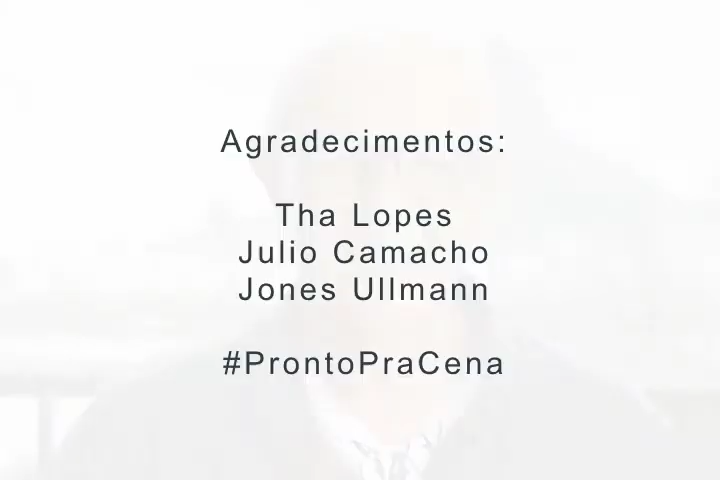 Agradecimentos:
Tha Lopes
Julio Camacho
Jones Ullmann
#ProntoPraCena